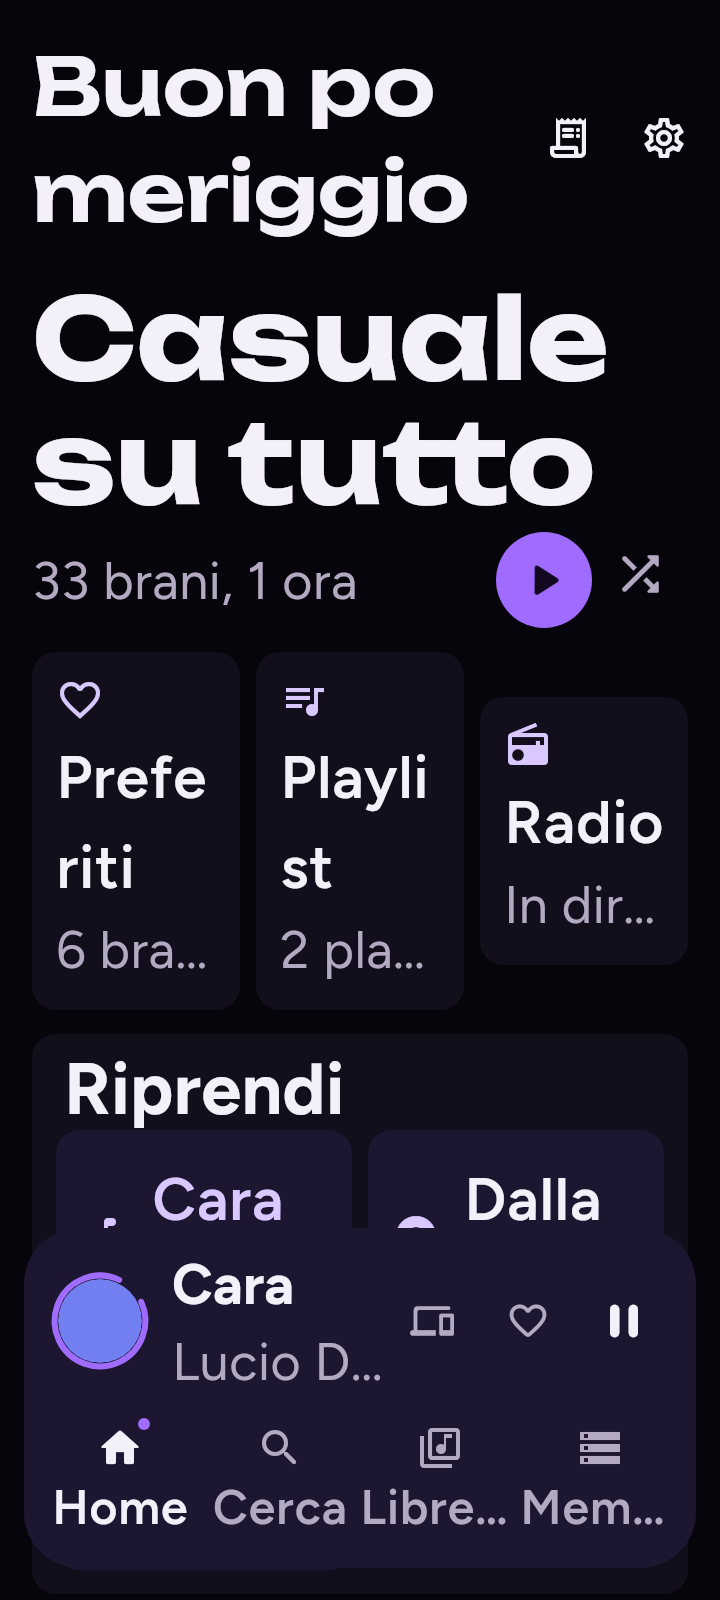 Buon po
meriggio
Casuale
su tutto
33 brani, 1 ora
Prefe
riti
6 bra...
Playli
st
2 pla...
Radio
In dir...
Riprendi
Cara
Dalla
Cara
Lucio D...
Home
Cerca
Libre...
Mem...